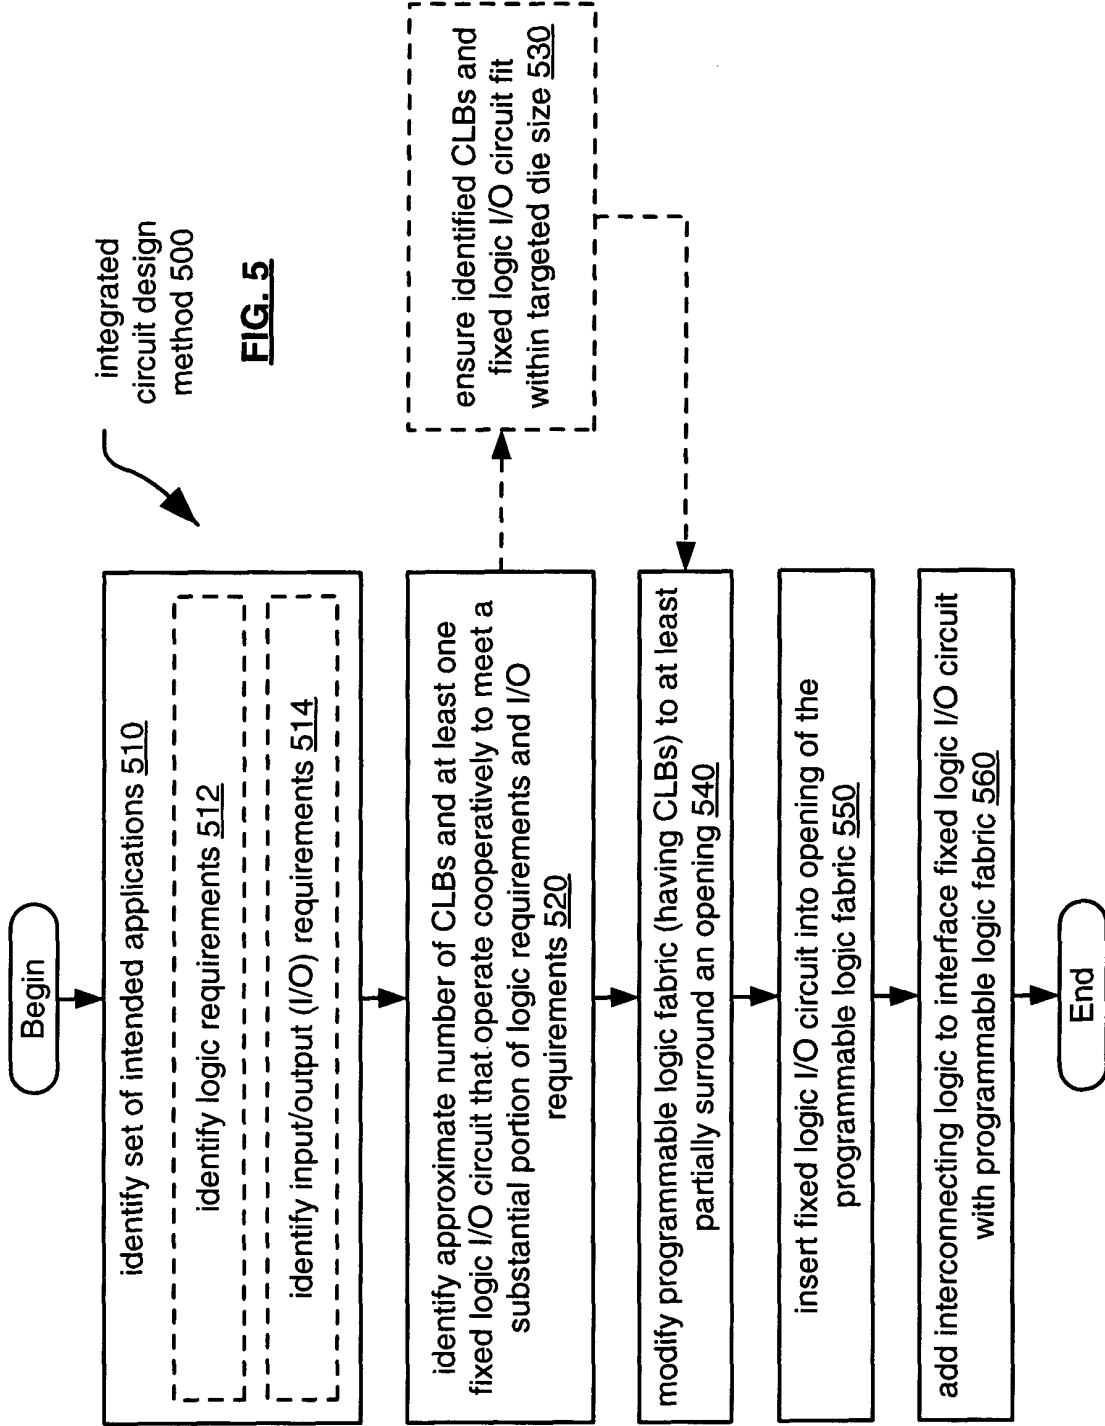 integrated
circuit design
method 500
FIG. 5
Begin
identify set of intended applications 510
identify logic requirements 512
identify input/output (I/O) requirements 514
identify approximate number of CLBs and at least one
fixed logic I/O circuit that operate cooperatively to meet a
substantial portion of logic requirements and I/O
requirements 520
ensure identified CLBs and
fixed logic I/O circuit fit
within targeted die size 530
modify programmable logic fabric (having CLBs) to at least
partially surround an opening 540
insert fixed logic I/O circuit into opening of the
programmable logic fabric 550
add interconnecting logic to interface fixed logic I/O circuit
with programmable logic fabric 560
End